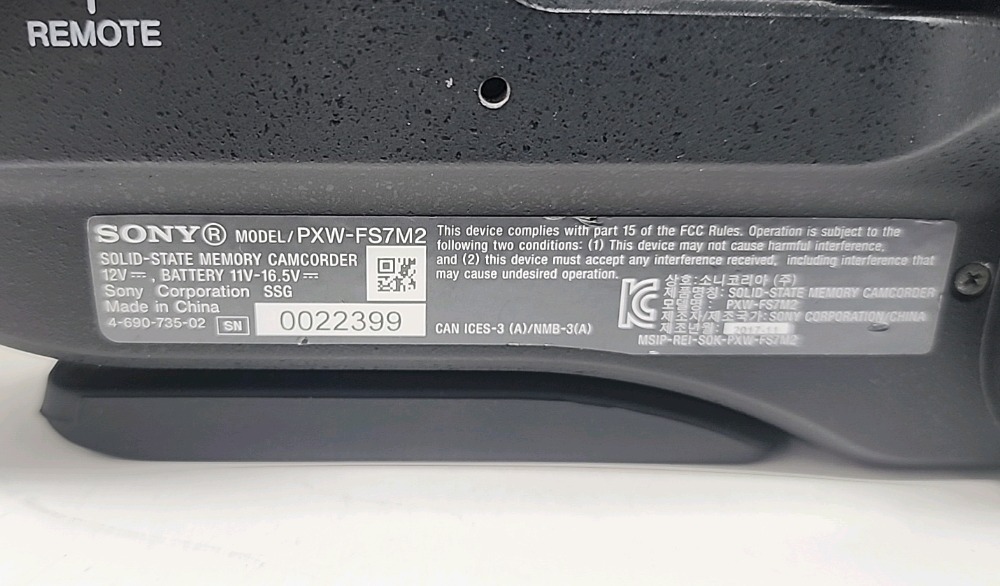 REMOTE
SONY® MODEL/PXW-FS7M2
SOLID-STATE MEMORY CAMCORDER
12V⎓, BATTERY 11V-16.5V⎓
Sony Corporation SSG
Made in China
4-690-735-02 SN 0022399
This device complies with part 15 of the FCC Rules. Operation is subject to the
following two conditions: (1) This device may not cause harmful interference,
and (2) this device must accept any interference received, including interference that
may cause undesired operation.
CAN ICES-3 (A)/NMB-3(A)
상호: 소니코리아 (주)
제품명칭: SOLID-STATE MEMORY CAMCORDER
PXW-FS7M2
제조자/제조국가: SONY CORPORATION/CHINA
제조년월: 2017-11
MSIP-REI-SOK-PXW-FS7M2